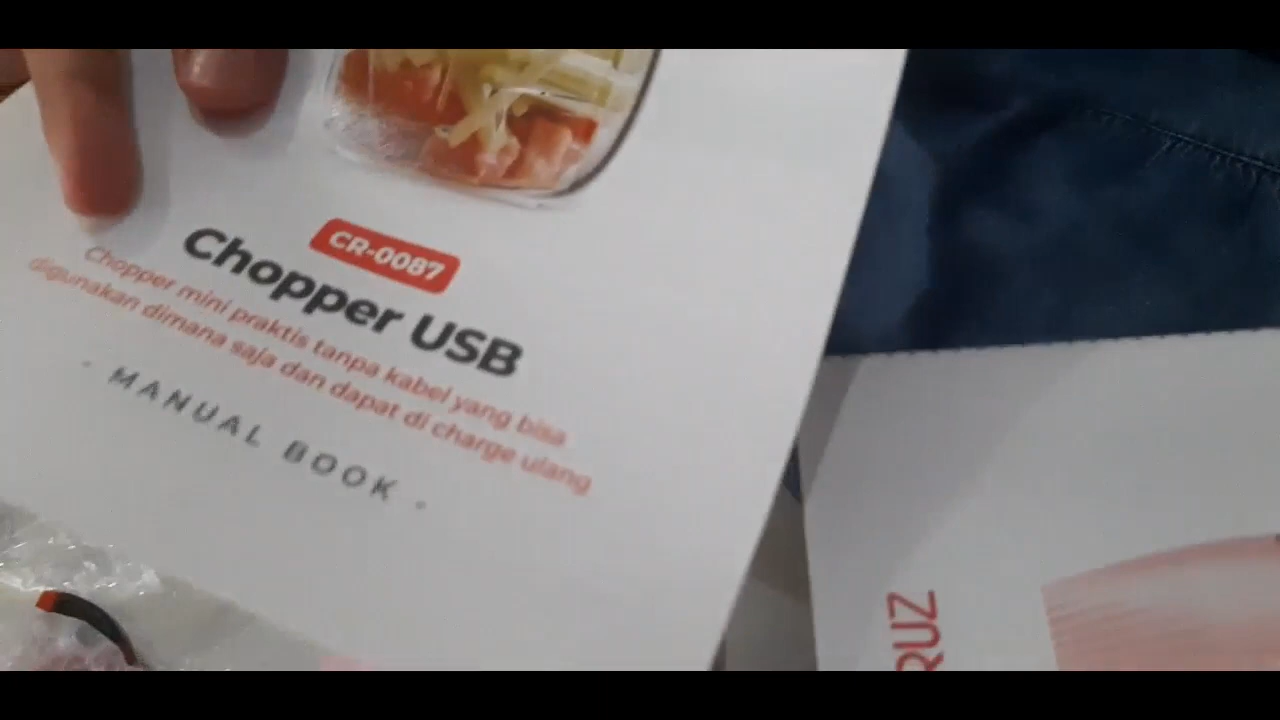 CR-0087
Chopper USB
Chopper mini praktis tanpa kabel yang bisa
digunakan dimana saja dan dapat di charge ulang
- MANUAL BOOK -
RUZ